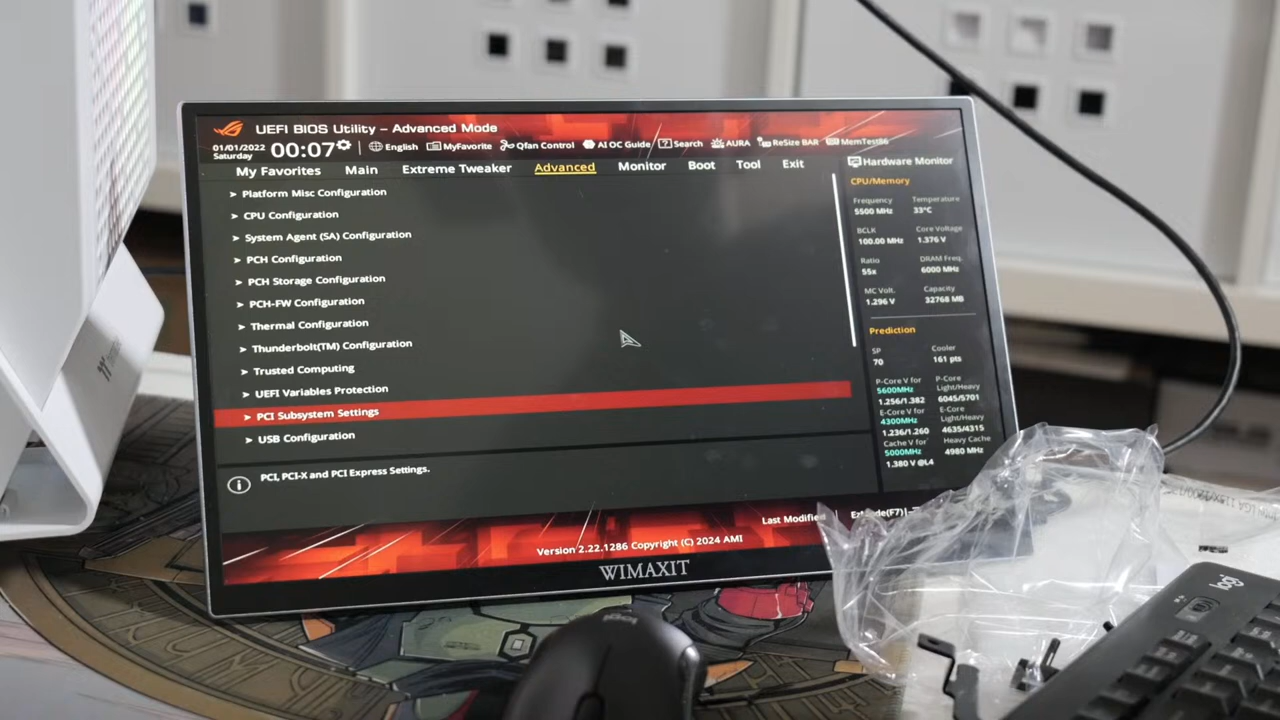 UEFI BIOS Utility – Advanced Mode
01/01/2022
Saturday
00:07
English
MyFavorite
Qfan Control
AI OC Guide
Search
AURA
ReSize BAR
MemTest86
My Favorites
Main
Extreme Tweaker
Advanced
Monitor
Boot
Tool
Exit
Platform Misc Configuration
CPU Configuration
System Agent (SA) Configuration
PCH Configuration
PCH Storage Configuration
PCH-FW Configuration
Thermal Configuration
Thunderbolt(TM) Configuration
Trusted Computing
UEFI Variables Protection
PCI Subsystem Settings
USB Configuration
PCI, PCI-X and PCI Express Settings.
Hardware Monitor
CPU/Memory
Frequency Temperature
5500 MHz 33°C
BCLK Core Voltage
100.00 MHz 1.376 V
Ratio DRAM Freq.
55x 6000 MHz
MC Volt. Capacity
1.296 V 32768 MB
Prediction
SP Cooler
70 161 pts
P-Core V for P-Core
5600MHz Light/Heavy
1.256/1.382 6045/5701
E-Core V for E-Core
4300MHz Light/Heavy
1.236/1.260 4635/4315
Cache V for Heavy Cache
5000MHz 4980 MHz
1.380 V @L4
Last Modified
Version 2.22.1286 Copyright (C) 2024 AMI
WIMAXIT
logi